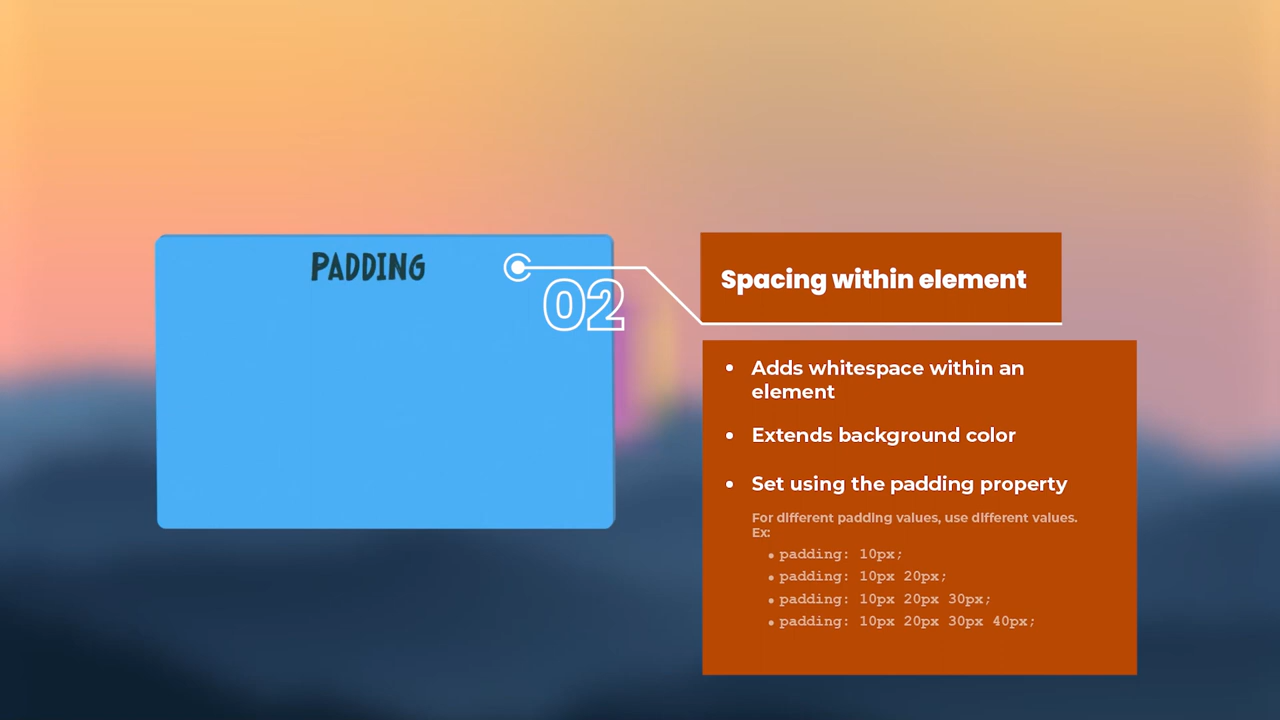 PADDING
02
Spacing within element
• Adds whitespace within an
element
• Extends background color
• Set using the padding property
For different padding values, use different values.
Ex:
• padding: 10px;
• padding: 10px 20px;
• padding: 10px 20px 30px;
• padding: 10px 20px 30px 40px;